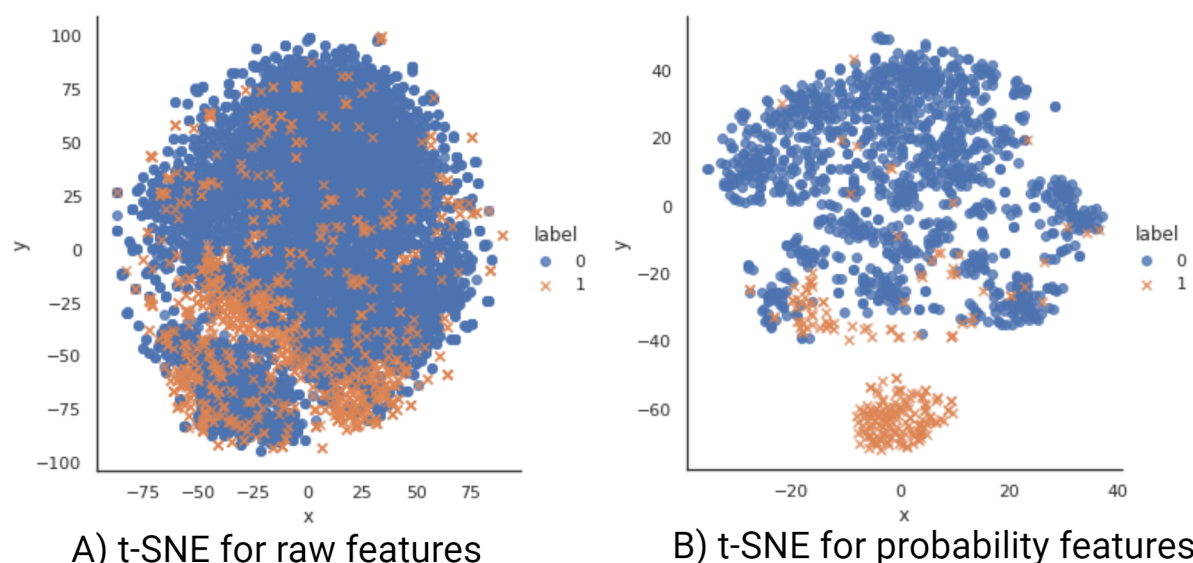 100
75
50
25
0
−25
−50
−75
−100
y
−75 −50 −25 0 25 50 75
x
label
0
1
A) t-SNE for raw features
40
20
0
−20
−40
−60
y
−20 0 20 40
x
label
0
1
B) t-SNE for probability features